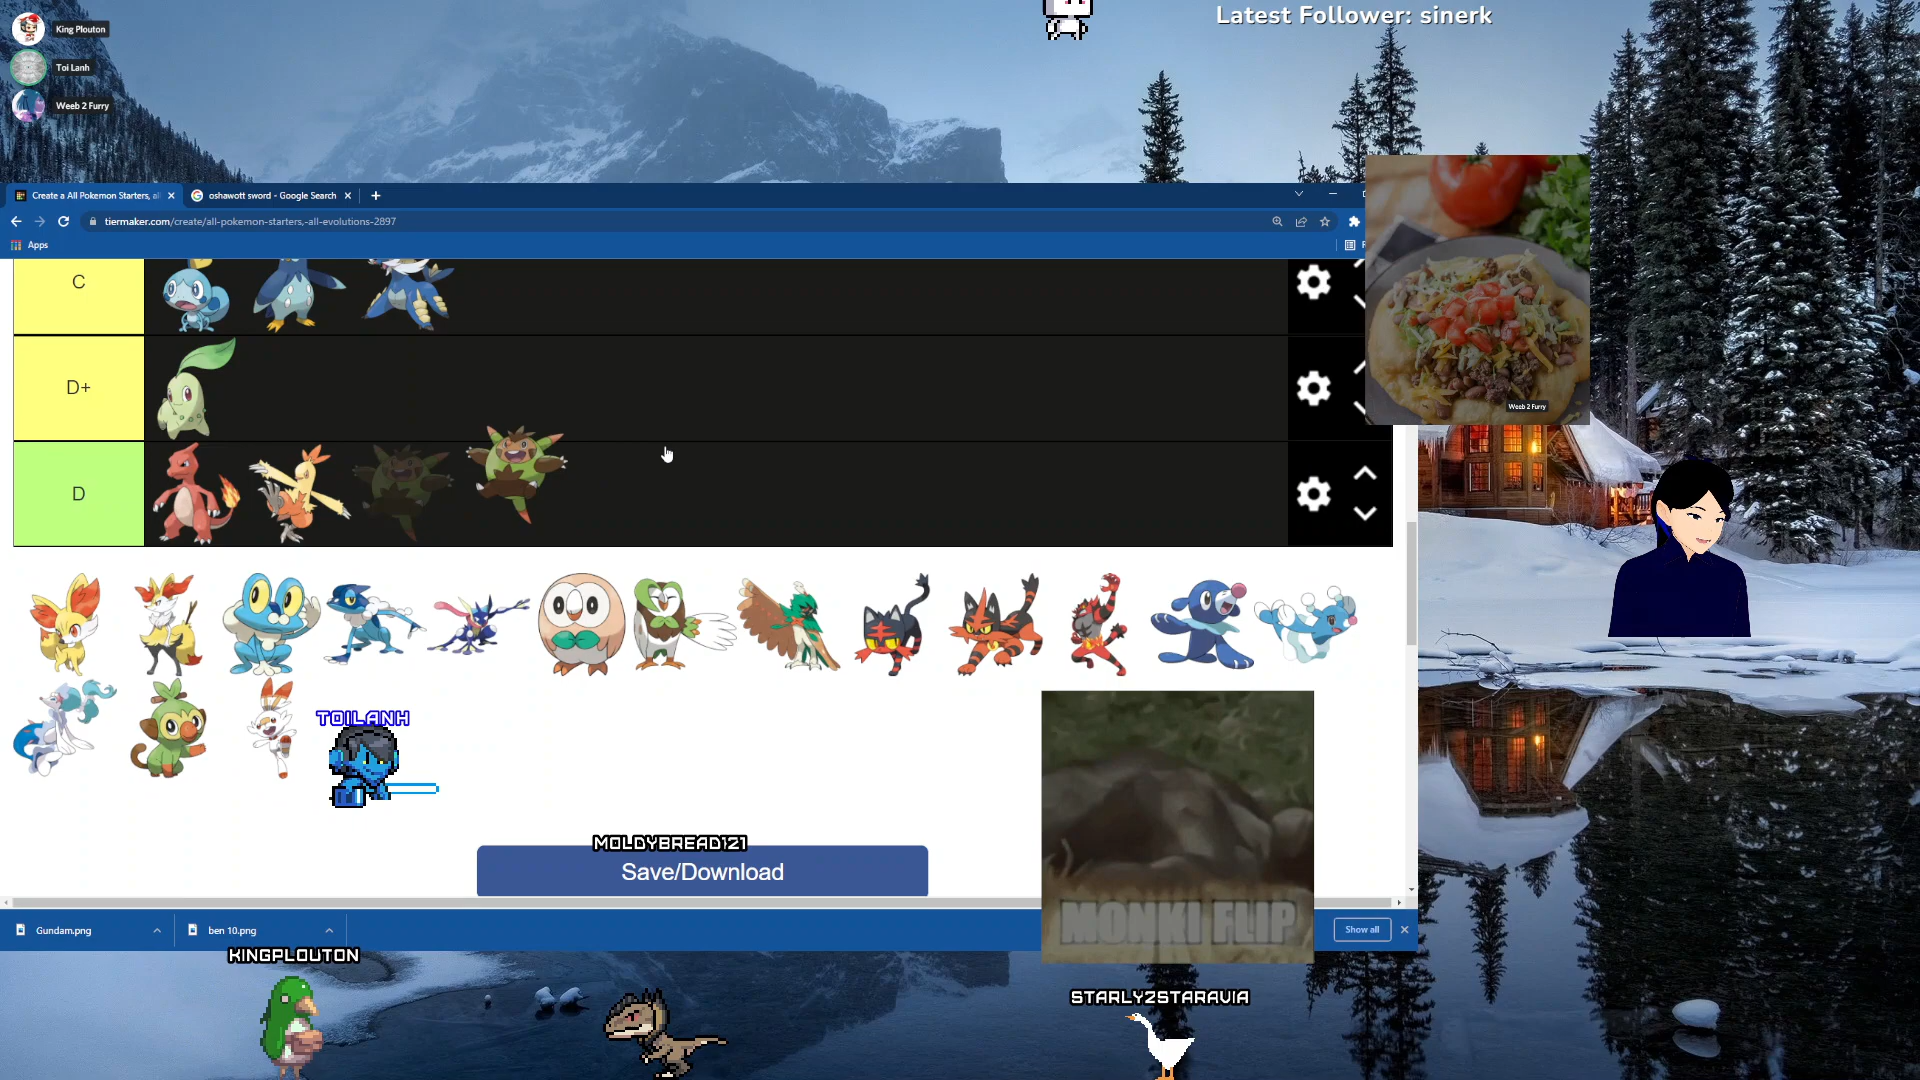 Latest Follower: sinerk
King Plouton
Toi Lanh
Weeb 2 Furry
Create a All Pokemon Starters, al
oshawott sword - Google Search
tiermaker.com/create/all-pokemon-starters,-all-evolutions-2897
Apps
C
D+
Weeb 2 Furry
D
TOILANH
MOLDYBREAD121
Save/Download
MONKI FLIP
Gundam.png
ben 10.png
Show all
KINGPLOUTON
STARLY2STARAVIA